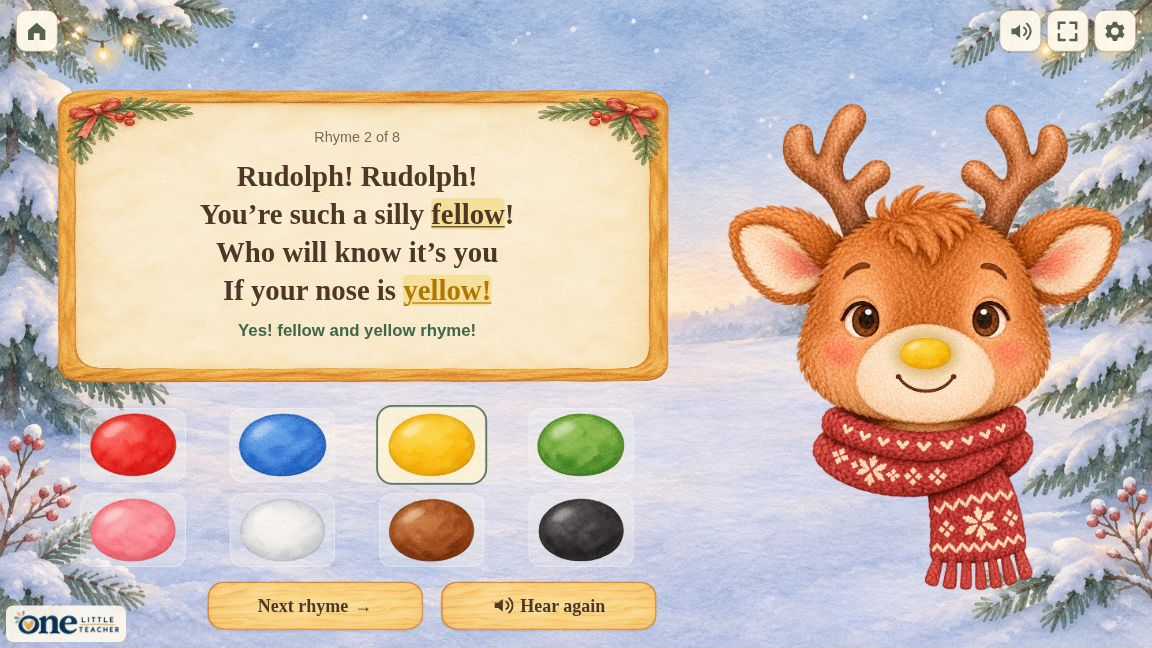 Rhyme 2 of 8
Rudolph! Rudolph!
You’re such a silly fellow!
Who will know it’s you
If your nose is yellow!
Yes! fellow and yellow rhyme!
Next rhyme →
Hear again
one LITTLE TEACHER